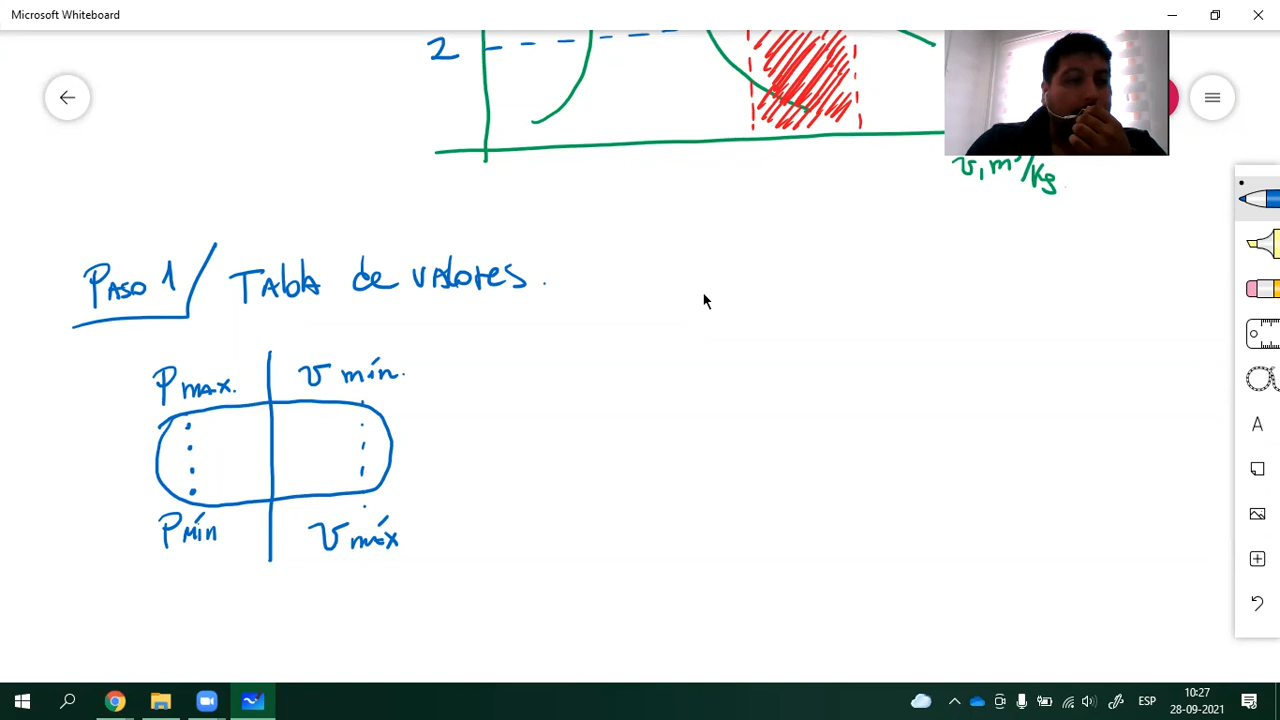 Microsoft Whiteboard
2
v, m³/Kg
Paso 1 / Tabla de valores.
Pmax. v mín.
Pmín v máx
A
ESP
10:27
28-09-2021